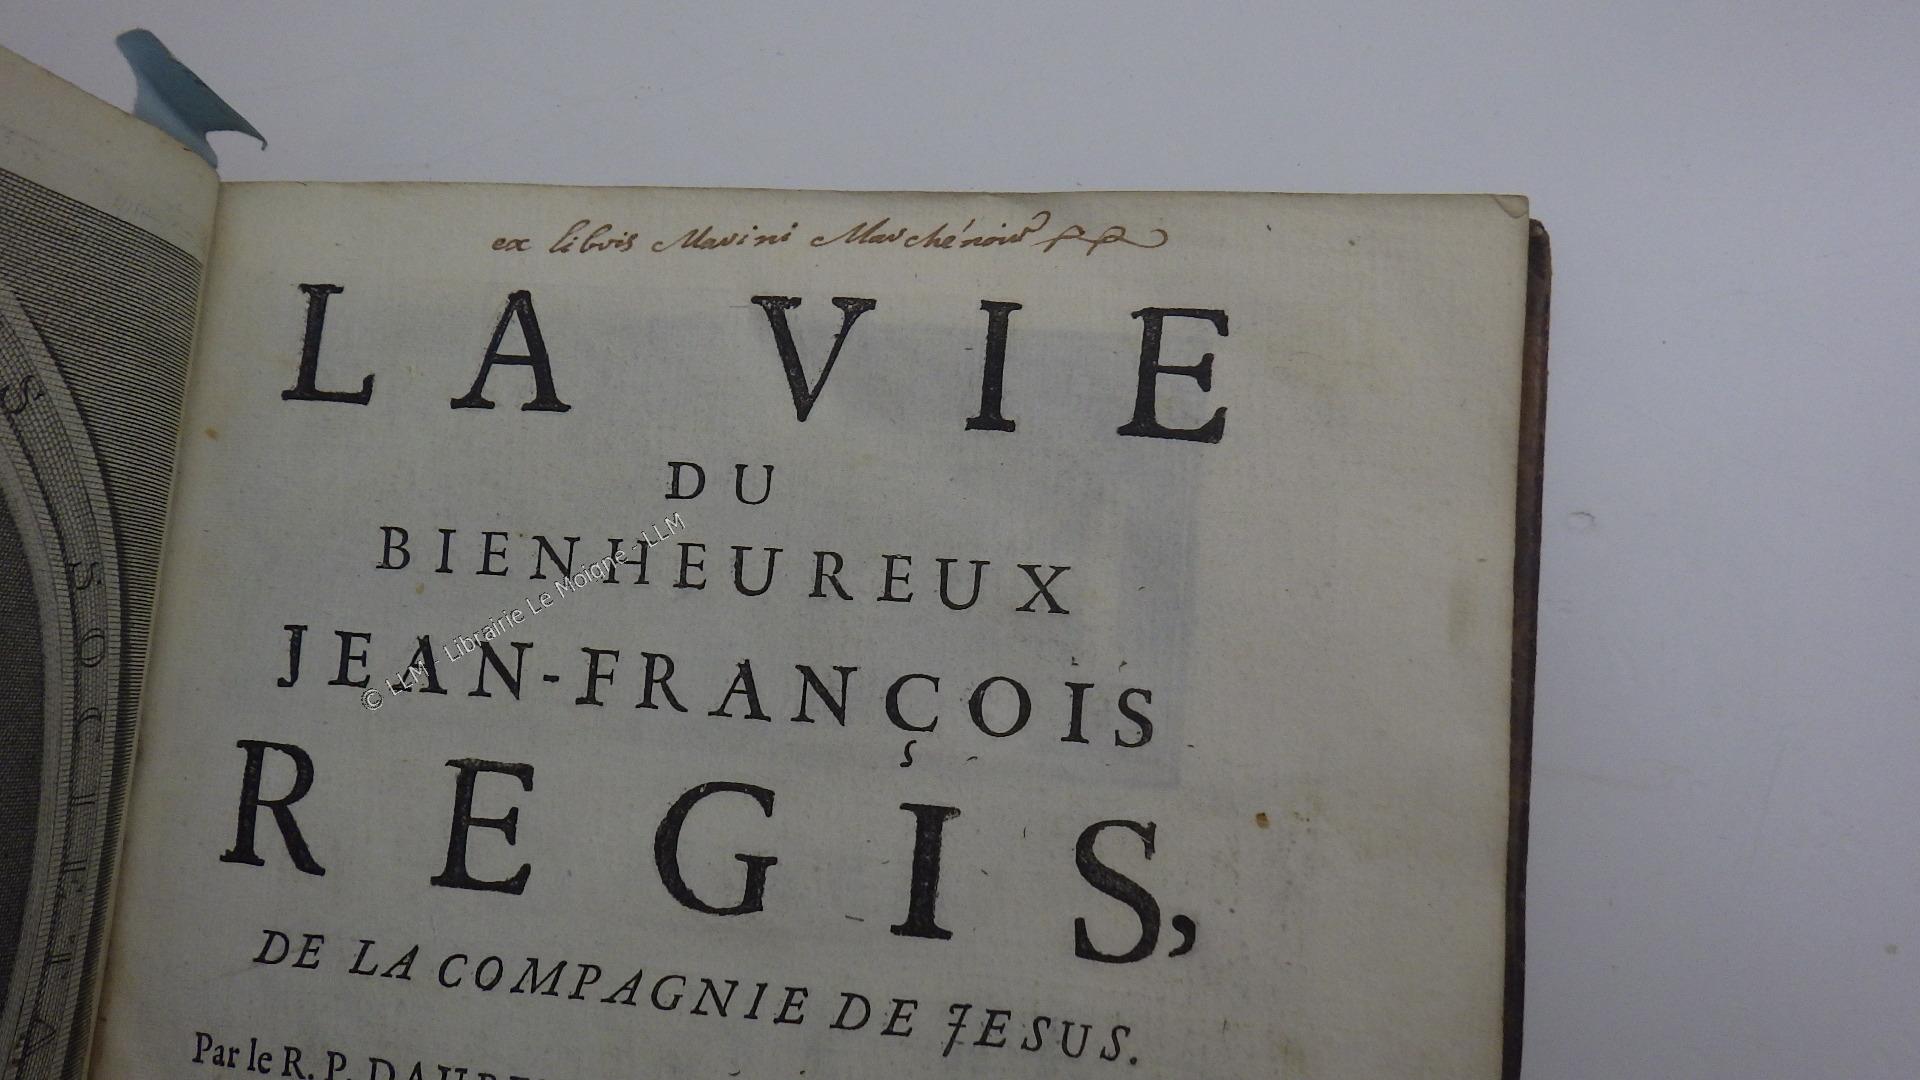 ex libris Marini Marchénoir
LA VIE
DU
BIENHEUREUX
JEAN-FRANÇOIS
REGIS,
DE LA COMPAGNIE DE JESUS.
Par le R. P.
© LLM - Librairie Le Moigne - LLM
S SOCIETA